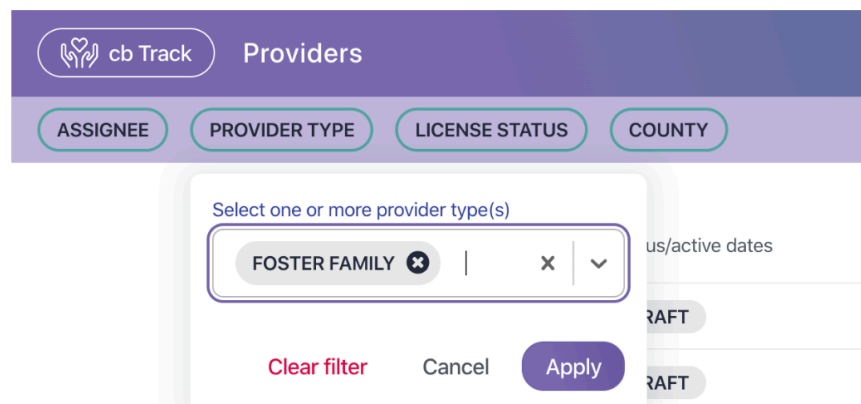 cb Track Providers
ASSIGNEE PROVIDER TYPE LICENSE STATUS COUNTY
Select one or more provider type(s)
us/active dates
FOSTER FAMILY
RAFT
Clear filter Cancel Apply
RAFT